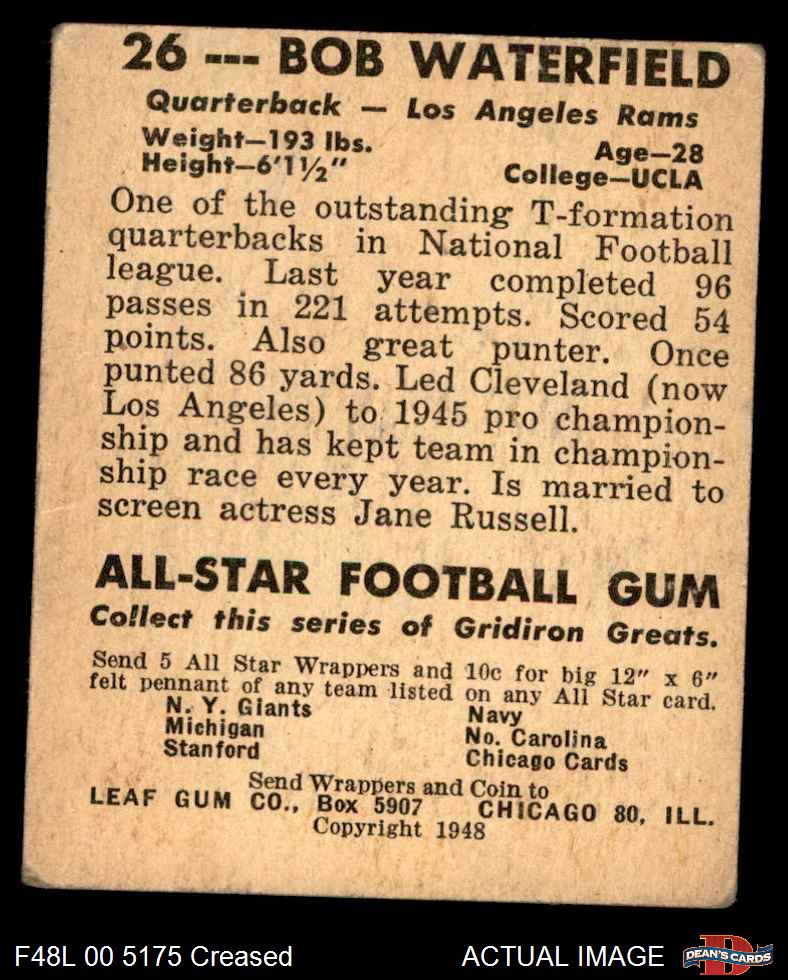 26 --- BOB WATERFIELD
Quarterback — Los Angeles Rams
Weight—193 lbs.
Height—6'1½"
Age—28
College—UCLA
One of the outstanding T-formation
quarterbacks in National Football
league. Last year completed 96
passes in 221 attempts. Scored 54
points. Also great punter. Once
punted 86 yards. Led Cleveland (now
Los Angeles) to 1945 pro champion-
ship and has kept team in champion-
ship race every year. Is married to
screen actress Jane Russell.
ALL-STAR FOOTBALL GUM
Collect this series of Gridiron Greats.
Send 5 All Star Wrappers and 10c for big 12" x 6"
felt pennant of any team listed on any All Star card.
N. Y. Giants
Michigan
Stanford
Navy
No. Carolina
Chicago Cards
Send Wrappers and Coin to
LEAF GUM CO., Box 5907 CHICAGO 80, ILL.
Copyright 1948
F48L 00 5175 Creased
ACTUAL IMAGE
DEAN'S CARDS